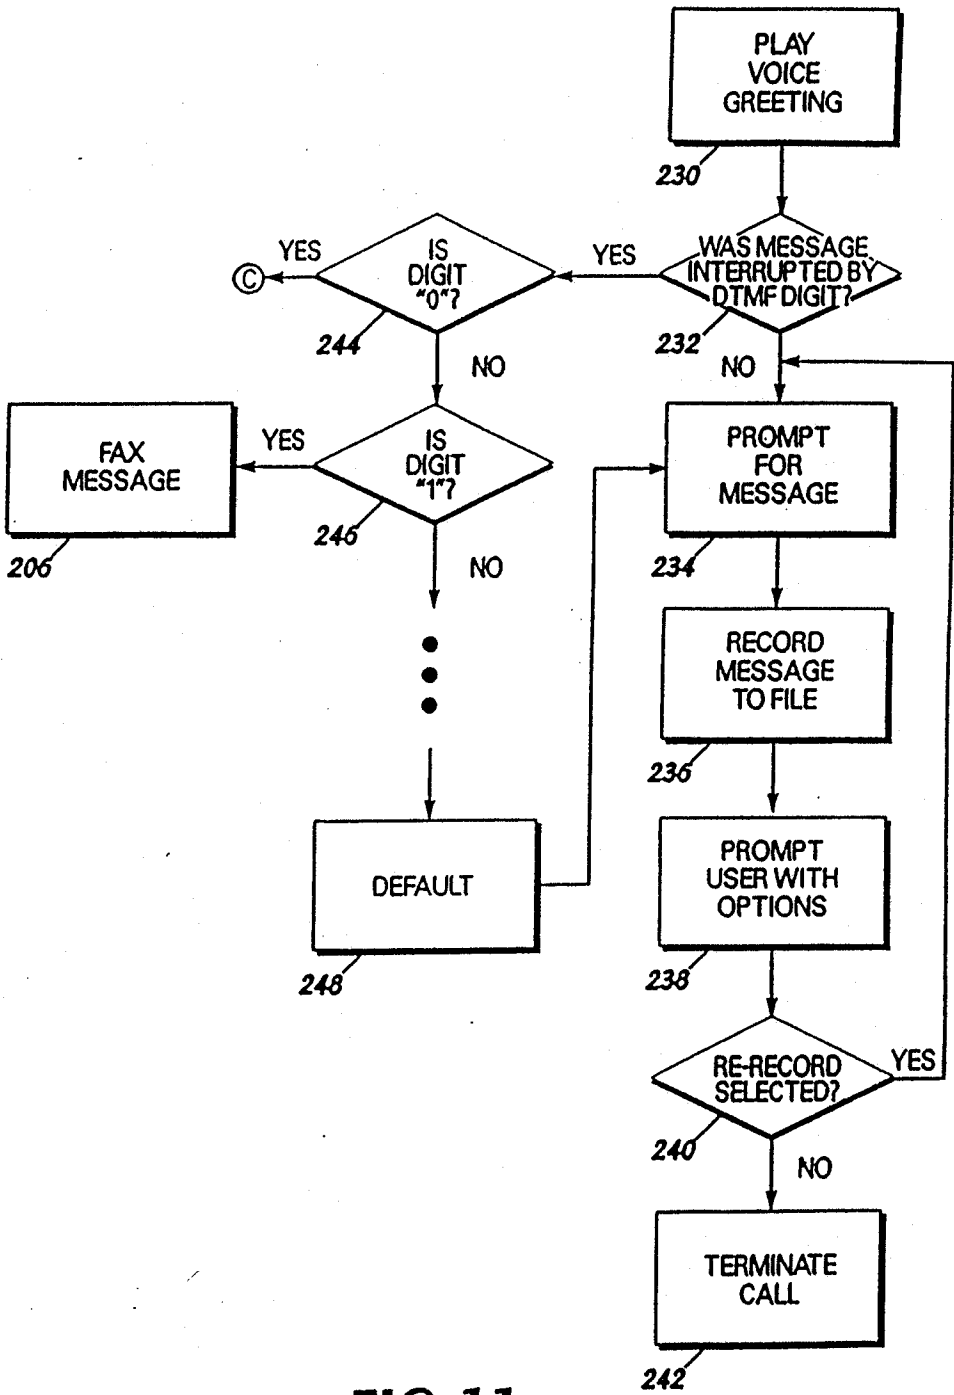 PLAY
VOICE
GREETING
230
WAS MESSAGE
INTERRUPTED BY
DTMF DIGIT?
232
YES
NO
IS
DIGIT
"0"?
244
YES
C
NO
IS
DIGIT
"1"?
246
YES
FAX
MESSAGE
206
NO
DEFAULT
248
PROMPT
FOR
MESSAGE
234
RECORD
MESSAGE
TO FILE
236
PROMPT
USER WITH
OPTIONS
238
RE-RECORD
SELECTED?
240
YES
NO
TERMINATE
CALL
242
FIG. 11